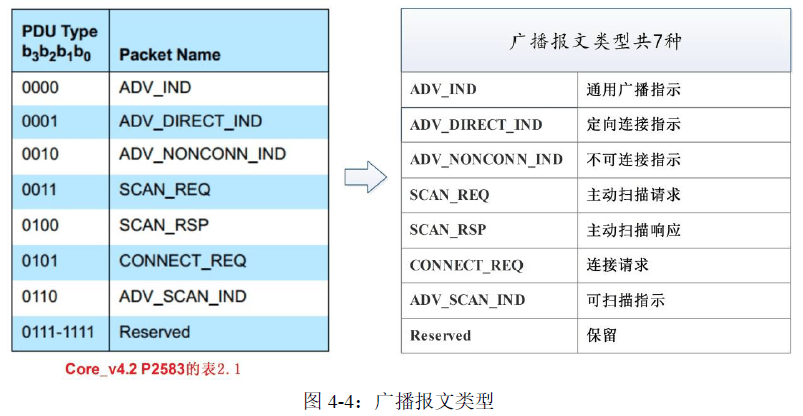 PDU Type
b3b2b1b0 Packet Name
0000 ADV_IND
0001 ADV_DIRECT_IND
0010 ADV_NONCONN_IND
0011 SCAN_REQ
0100 SCAN_RSP
0101 CONNECT_REQ
0110 ADV_SCAN_IND
0111-1111 Reserved
Core_v4.2 P2583的表2.1
广播报文类型共7种
ADV_IND 通用广播指示
ADV_DIRECT_IND 定向连接指示
ADV_NONCONN_IND 不可连接指示
SCAN_REQ 主动扫描请求
SCAN_RSP 主动扫描响应
CONNECT_REQ 连接请求
ADV_SCAN_IND 可扫描指示
Reserved 保留
图 4-4：广播报文类型